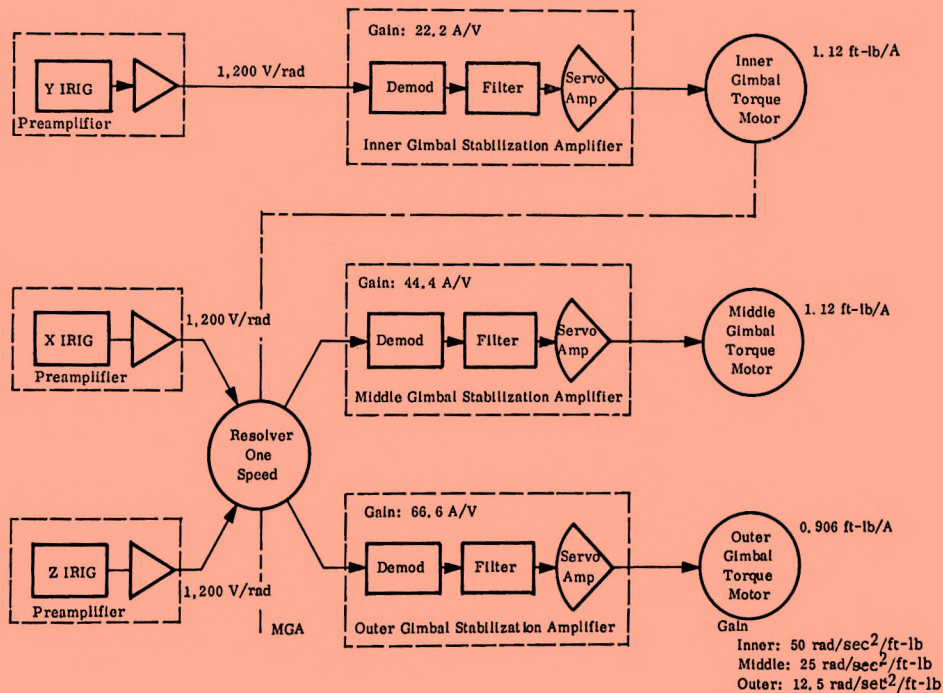 Gain: 22.2 A/V
1.12 ft-lb/A
1,200 V/rad
Y IRIG
Preamplifier
Demod
Filter
Servo
Amp
Inner Gimbal Stabilization Amplifier
Inner
Gimbal
Torque
Motor
Gain: 44.4 A/V
1.12 ft-lb/A
1,200 V/rad
X IRIG
Preamplifier
Demod
Filter
Servo
Amp
Middle Gimbal Stabilization Amplifier
Middle
Gimbal
Torque
Motor
Resolver
One
Speed
Gain: 66.6 A/V
0.906 ft-lb/A
Z IRIG
Preamplifier
1,200 V/rad
MGA
Demod
Filter
Servo
Amp
Outer Gimbal Stabilization Amplifier
Outer
Gimbal
Torque
Motor
Gain
Inner: 50 rad/sec²/ft-lb
Middle: 25 rad/sec²/ft-lb
Outer: 12.5 rad/sec²/ft-lb